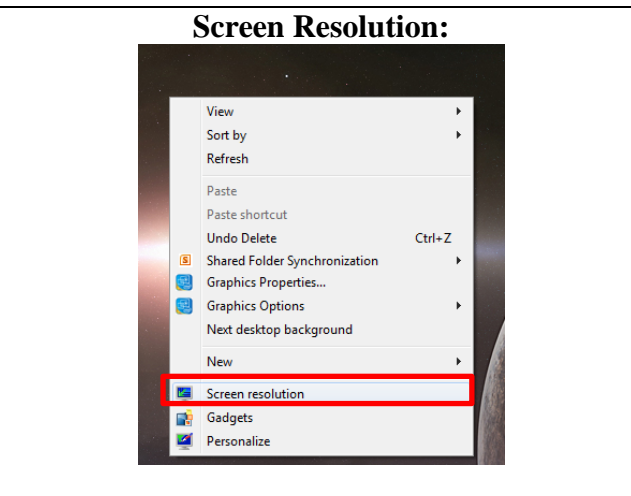 Screen Resolution:
View
Sort by
Refresh
Paste
Paste shortcut
Undo Delete Ctrl+Z
S
Shared Folder Synchronization
Graphics Properties...
Graphics Options
Next desktop background
New
Screen resolution
Gadgets
Personalize